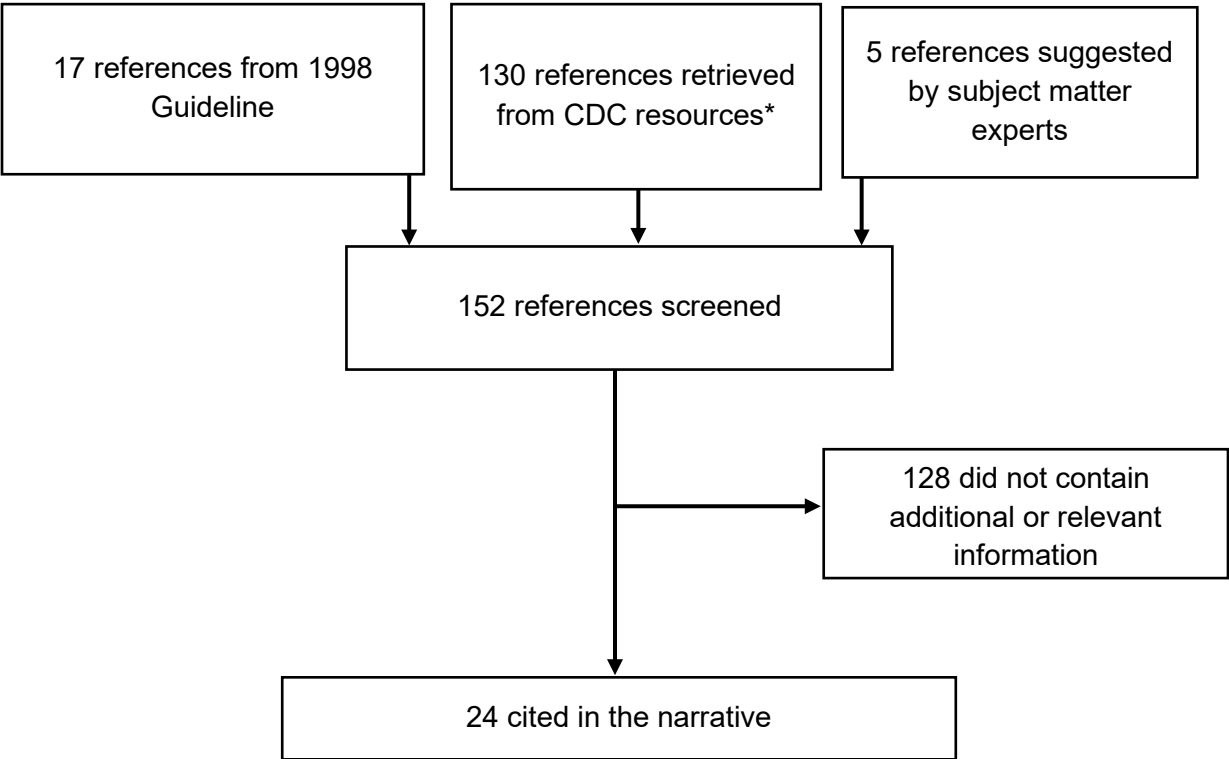 17 references from 1998
Guideline
130 references retrieved
from CDC resources*
5 references suggested
by subject matter
experts
152 references screened
128 did not contain
additional or relevant
information
24 cited in the narrative